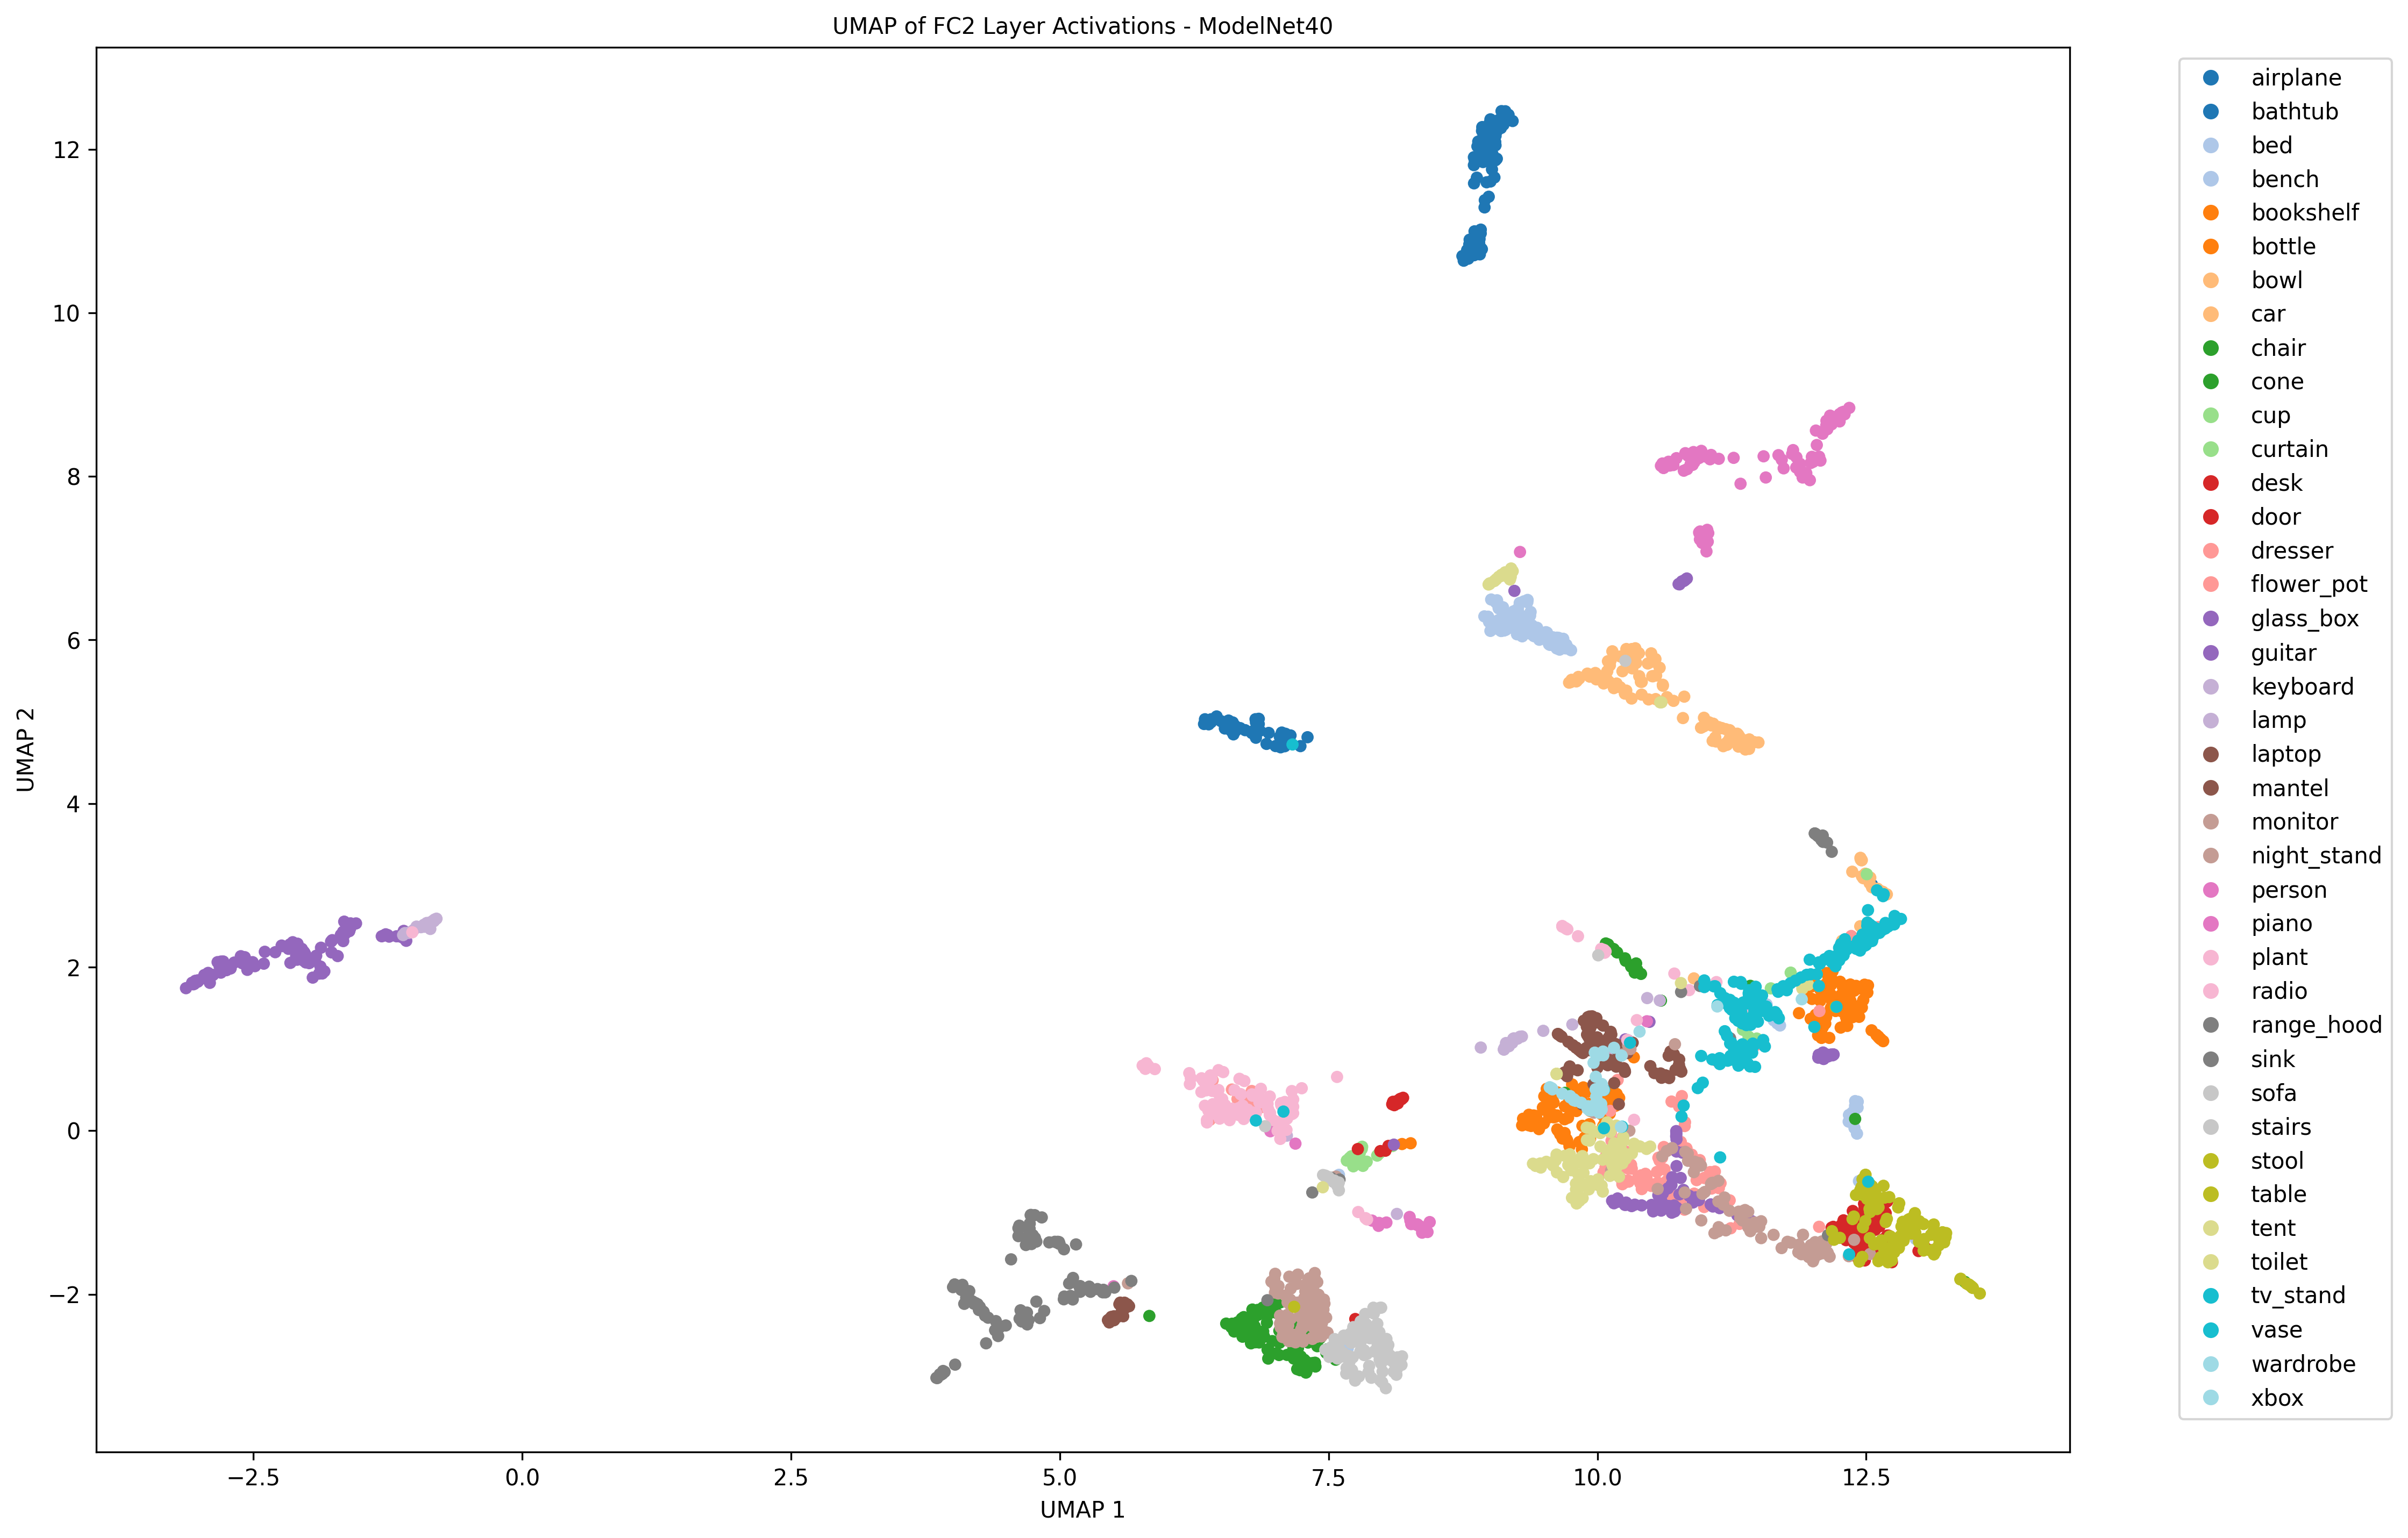 UMAP of FC2 Layer Activations - ModelNet40
12
10
8
6
4
2
0
−2
UMAP 2
−2.5
0.0
2.5
5.0
7.5
10.0
12.5
UMAP 1
airplane
bathtub
bed
bench
bookshelf
bottle
bowl
car
chair
cone
cup
curtain
desk
door
dresser
flower_pot
glass_box
guitar
keyboard
lamp
laptop
mantel
monitor
night_stand
person
piano
plant
radio
range_hood
sink
sofa
stairs
stool
table
tent
toilet
tv_stand
vase
wardrobe
xbox